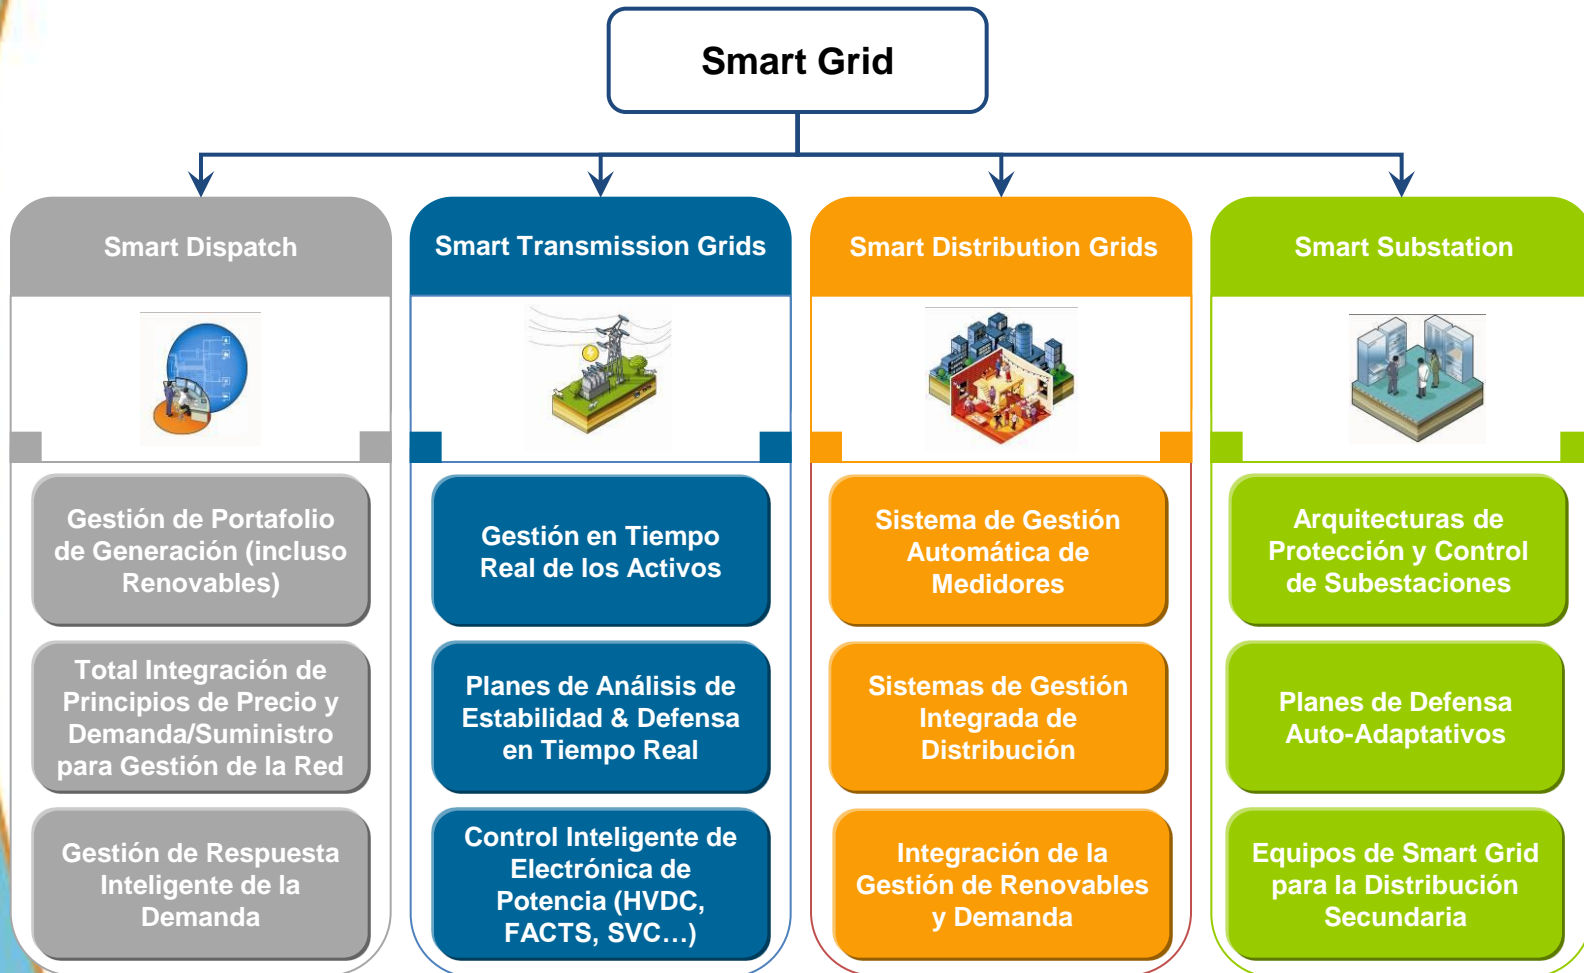 Smart Grid
Smart Dispatch
Gestión de Portafolio
de Generación (incluso
Renovables)
Total Integración de
Principios de Precio y
Demanda/Suministro
para Gestión de la Red
Gestión de Respuesta
Inteligente de la
Demanda
Smart Transmission Grids
Gestión en Tiempo
Real de los Activos
Planes de Análisis de
Estabilidad & Defensa
en Tiempo Real
Control Inteligente de
Electrónica de
Potencia (HVDC,
FACTS, SVC…)
Smart Distribution Grids
Sistema de Gestión
Automática de
Medidores
Sistemas de Gestión
Integrada de
Distribución
Integración de la
Gestión de Renovables
y Demanda
Smart Substation
Arquitecturas de
Protección y Control
de Subestaciones
Planes de Defensa
Auto-Adaptativos
Equipos de Smart Grid
para la Distribución
Secundaria